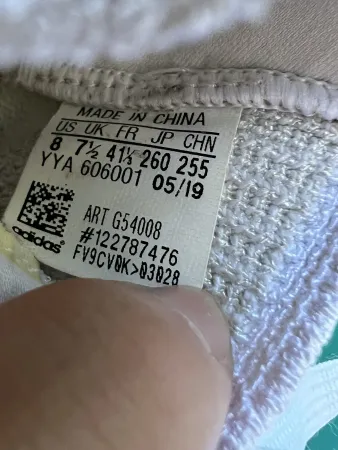 MADE IN CHINA
US UK FR JP CHN
8 7½ 41⅓ 260 255
YYA 606001 05/19
ART G54008
#122787476
FV9CV0K>03028
adidas